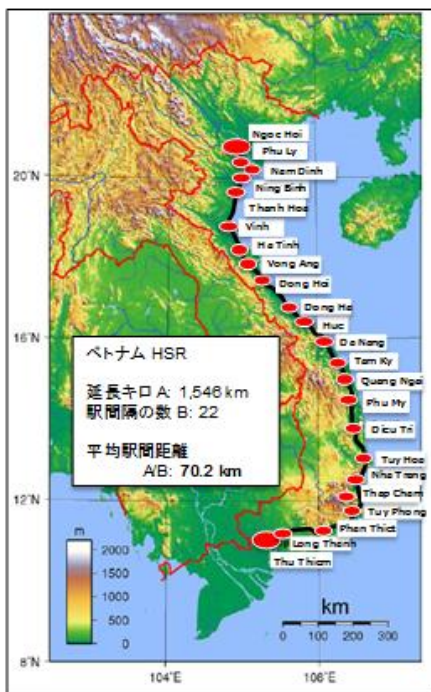 Ngoc Hoi
Phu Ly
Nam Dinh
20°N
Ning Binh
Thanh Hoa
Vinh
Ha Tinh
Vong Ang
Dong Hoi
Dong Ha
Huc
16°N
Da Nang
Tam Ky
Quang Ngai
Phu My
Dicu Tri
Tuy Hoa
Nha Trang
Thap Cham
Tuy Phong
Phan Thict
Long Thanh
Thu Thicm
ベトナム HSR
延長キロ A: 1,546 km
駅間隔の数 B: 22
平均駅間距離
A/B: 70.2 km
12°N
m
2000
1500
1000
500
0
km
0 100 200 300
8°N
104°E
106°E